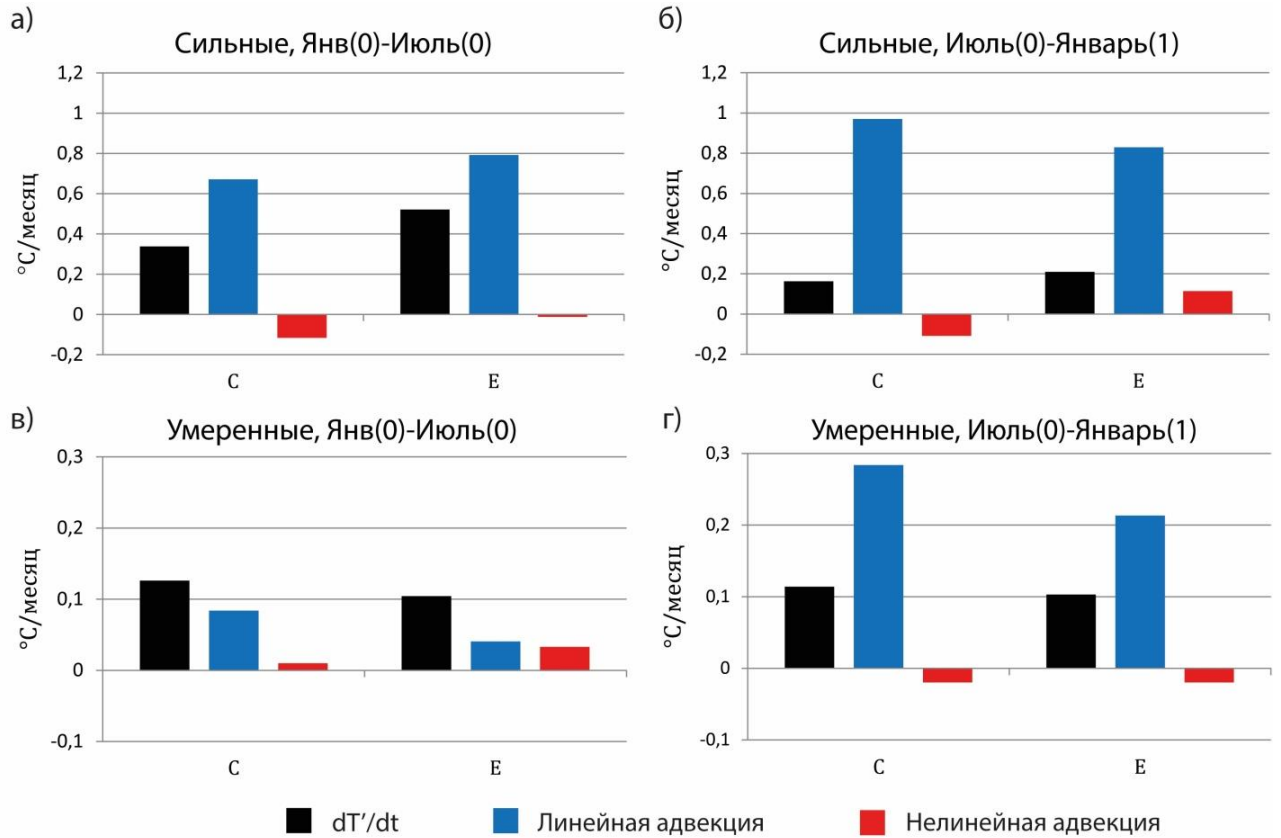 а)
Сильные, Янв(0)-Июль(0)
°C/месяц
1,2
1
0,8
0,6
0,4
0,2
0
-0,2
C
E
б)
Сильные, Июль(0)-Январь(1)
°C/месяц
1,2
1
0,8
0,6
0,4
0,2
0
-0,2
C
E
в)
Умеренные, Янв(0)-Июль(0)
°C/месяц
0,3
0,2
0,1
0
-0,1
C
E
г)
Умеренные, Июль(0)-Январь(1)
°C/месяц
0,3
0,2
0,1
0
-0,1
C
E
dT’/dt
Линейная адвекция
Нелинейная адвекция